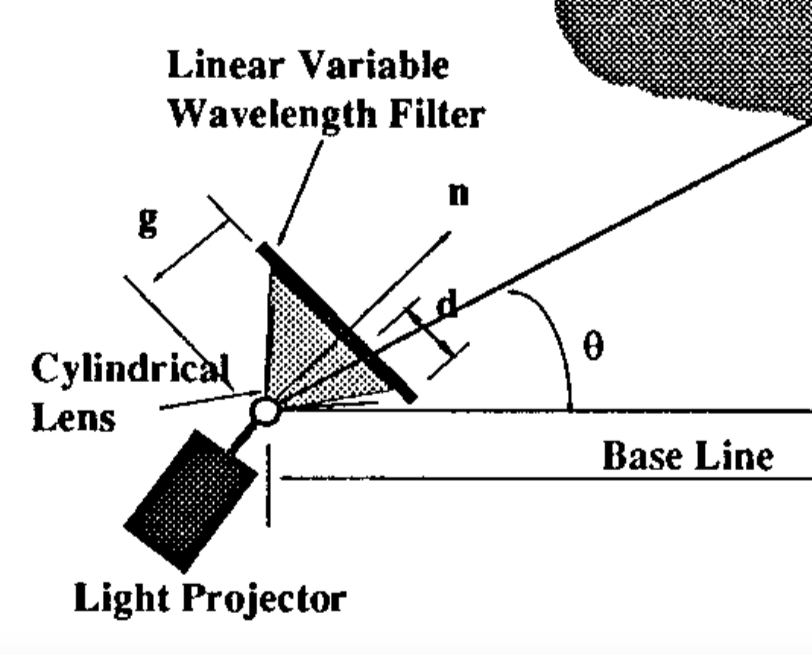 Linear Variable
Wavelength Filter
n
g
d
θ
Cylindrical
Lens
Base Line
Light Projector